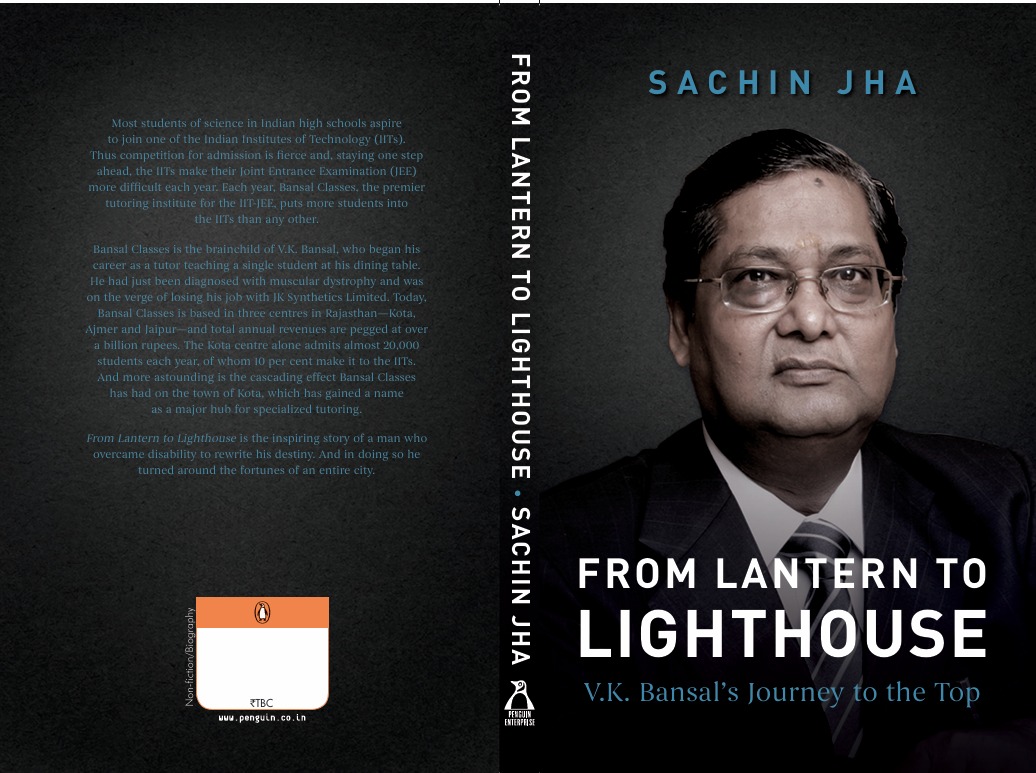 Most students of science in Indian high schools aspire
to join one of the Indian Institutes of Technology (IITs).
Thus competition for admission is fierce and, staying one step
ahead, the IITs make their Joint Entrance Examination (JEE)
more difficult each year. Each year, Bansal Classes, the premier
tutoring institute for the IIT-JEE, puts more students into
the IITs than any other.
Bansal Classes is the brainchild of V.K. Bansal, who began his
career as a tutor teaching a single student at his dining table.
He had just been diagnosed with muscular dystrophy and was
on the verge of losing his job with JK Synthetics Limited. Today,
Bansal Classes is based in three centres in Rajasthan—Kota,
Ajmer and Jaipur—and total annual revenues are pegged at over
a billion rupees. The Kota centre alone admits almost 20,000
students each year, of whom 10 per cent make it to the IITs.
And more astounding is the cascading effect Bansal Classes
has had on the town of Kota, which has gained a name
as a major hub for specialized tutoring.
From Lantern to Lighthouse is the inspiring story of a man who
overcame disability to rewrite his destiny. And in doing so he
turned around the fortunes of an entire city.
Non-fiction/Biography
₹TBC
www.penguin.co.in
FROM LANTERN TO LIGHTHOUSE • SACHIN JHA
PENGUIN
ENTERPRISE
SACHIN JHA
FROM LANTERN TO
LIGHTHOUSE
V.K. Bansal's Journey to the Top